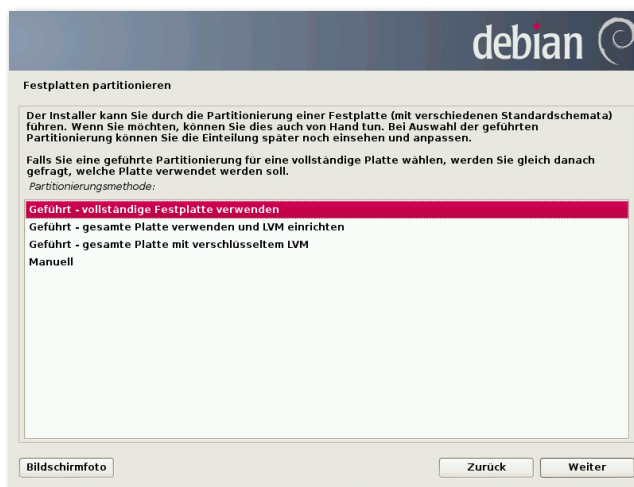 debian
Festplatten partitionieren
Der Installer kann Sie durch die Partitionierung einer Festplatte (mit verschiedenen Standardschemata)
führen. Wenn Sie möchten, können Sie dies auch von Hand tun. Bei Auswahl der geführten
Partitionierung können Sie die Einteilung später noch einsehen und anpassen.
Falls Sie eine geführte Partitionierung für eine vollständige Platte wählen, werden Sie gleich danach
gefragt, welche Platte verwendet werden soll.
Partitionierungsmethode:
Geführt - vollständige Festplatte verwenden
Geführt - gesamte Platte verwenden und LVM einrichten
Geführt - gesamte Platte mit verschlüsseltem LVM
Manuell
Bildschirmfoto
Zurück
Weiter